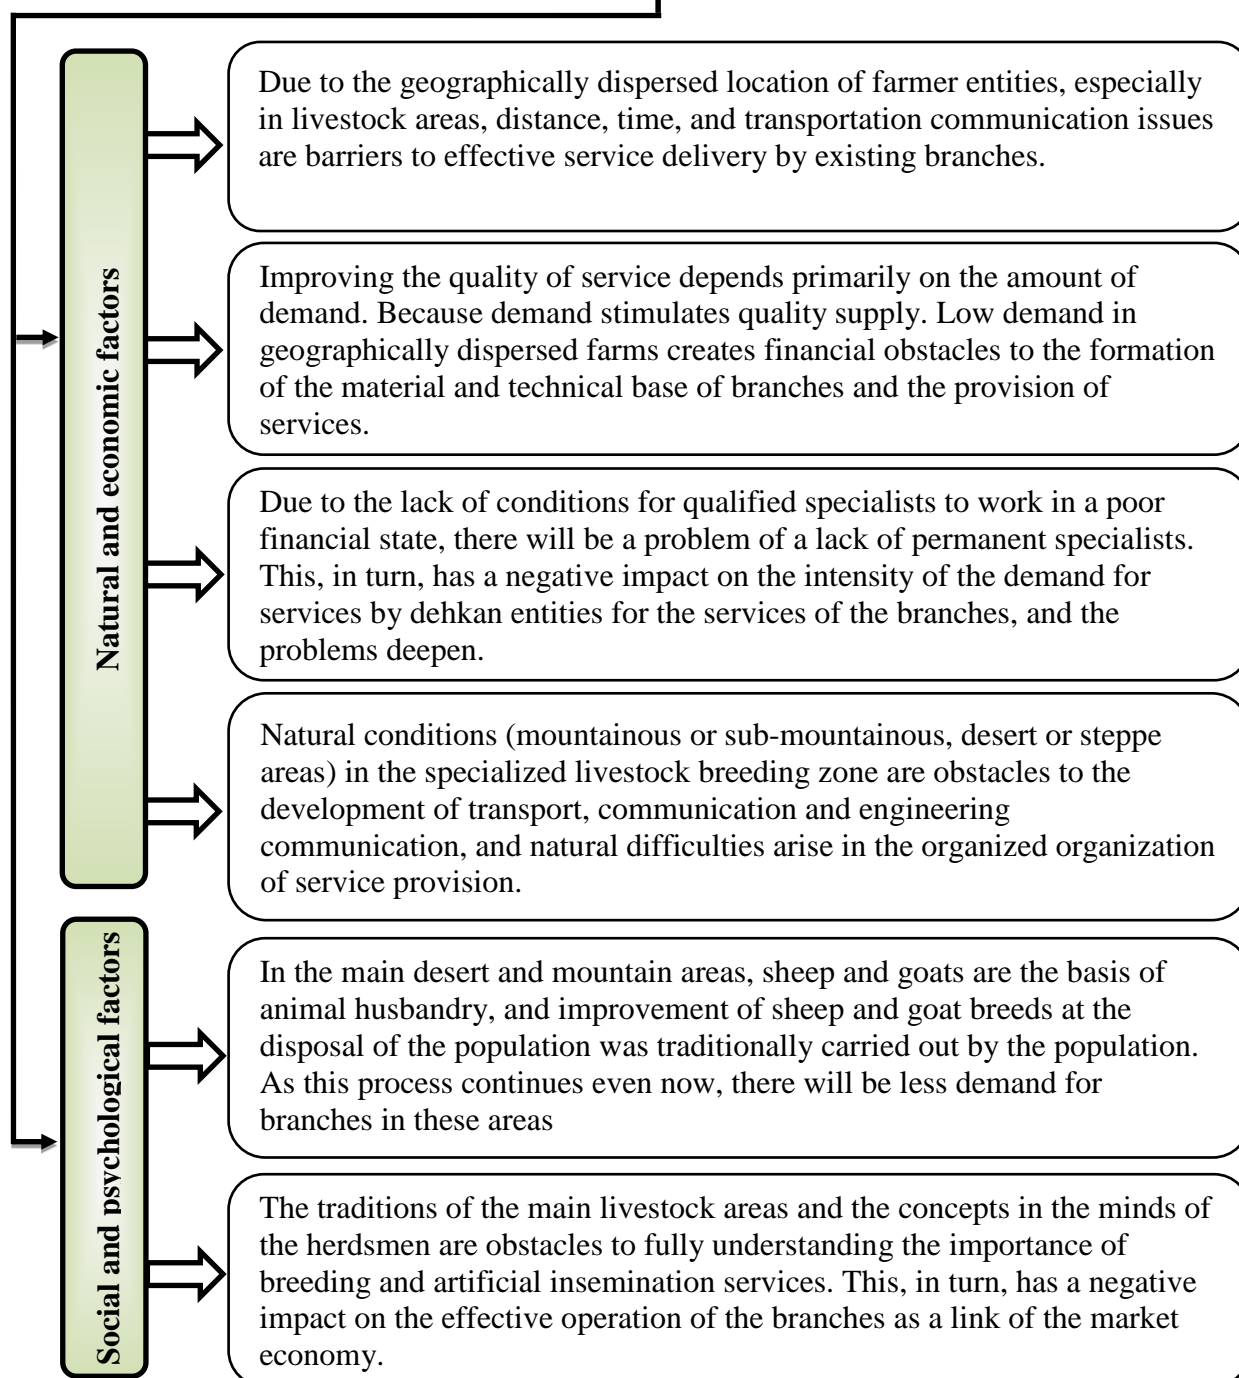 Natural and economic factors
Due to the geographically dispersed location of farmer entities, especially
in livestock areas, distance, time, and transportation communication issues
are barriers to effective service delivery by existing branches.
Improving the quality of service depends primarily on the amount of
demand. Because demand stimulates quality supply. Low demand in
geographically dispersed farms creates financial obstacles to the formation
of the material and technical base of branches and the provision of
services.
Due to the lack of conditions for qualified specialists to work in a poor
financial state, there will be a problem of a lack of permanent specialists.
This, in turn, has a negative impact on the intensity of the demand for
services by dehkan entities for the services of the branches, and the
problems deepen.
Natural conditions (mountainous or sub-mountainous, desert or steppe
areas) in the specialized livestock breeding zone are obstacles to the
development of transport, communication and engineering
communication, and natural difficulties arise in the organized organization
of service provision.
Social and psychological factors
In the main desert and mountain areas, sheep and goats are the basis of
animal husbandry, and improvement of sheep and goat breeds at the
disposal of the population was traditionally carried out by the population.
As this process continues even now, there will be less demand for
branches in these areas
The traditions of the main livestock areas and the concepts in the minds of
the herdsmen are obstacles to fully understanding the importance of
breeding and artificial insemination services. This, in turn, has a negative
impact on the effective operation of the branches as a link of the market
economy.